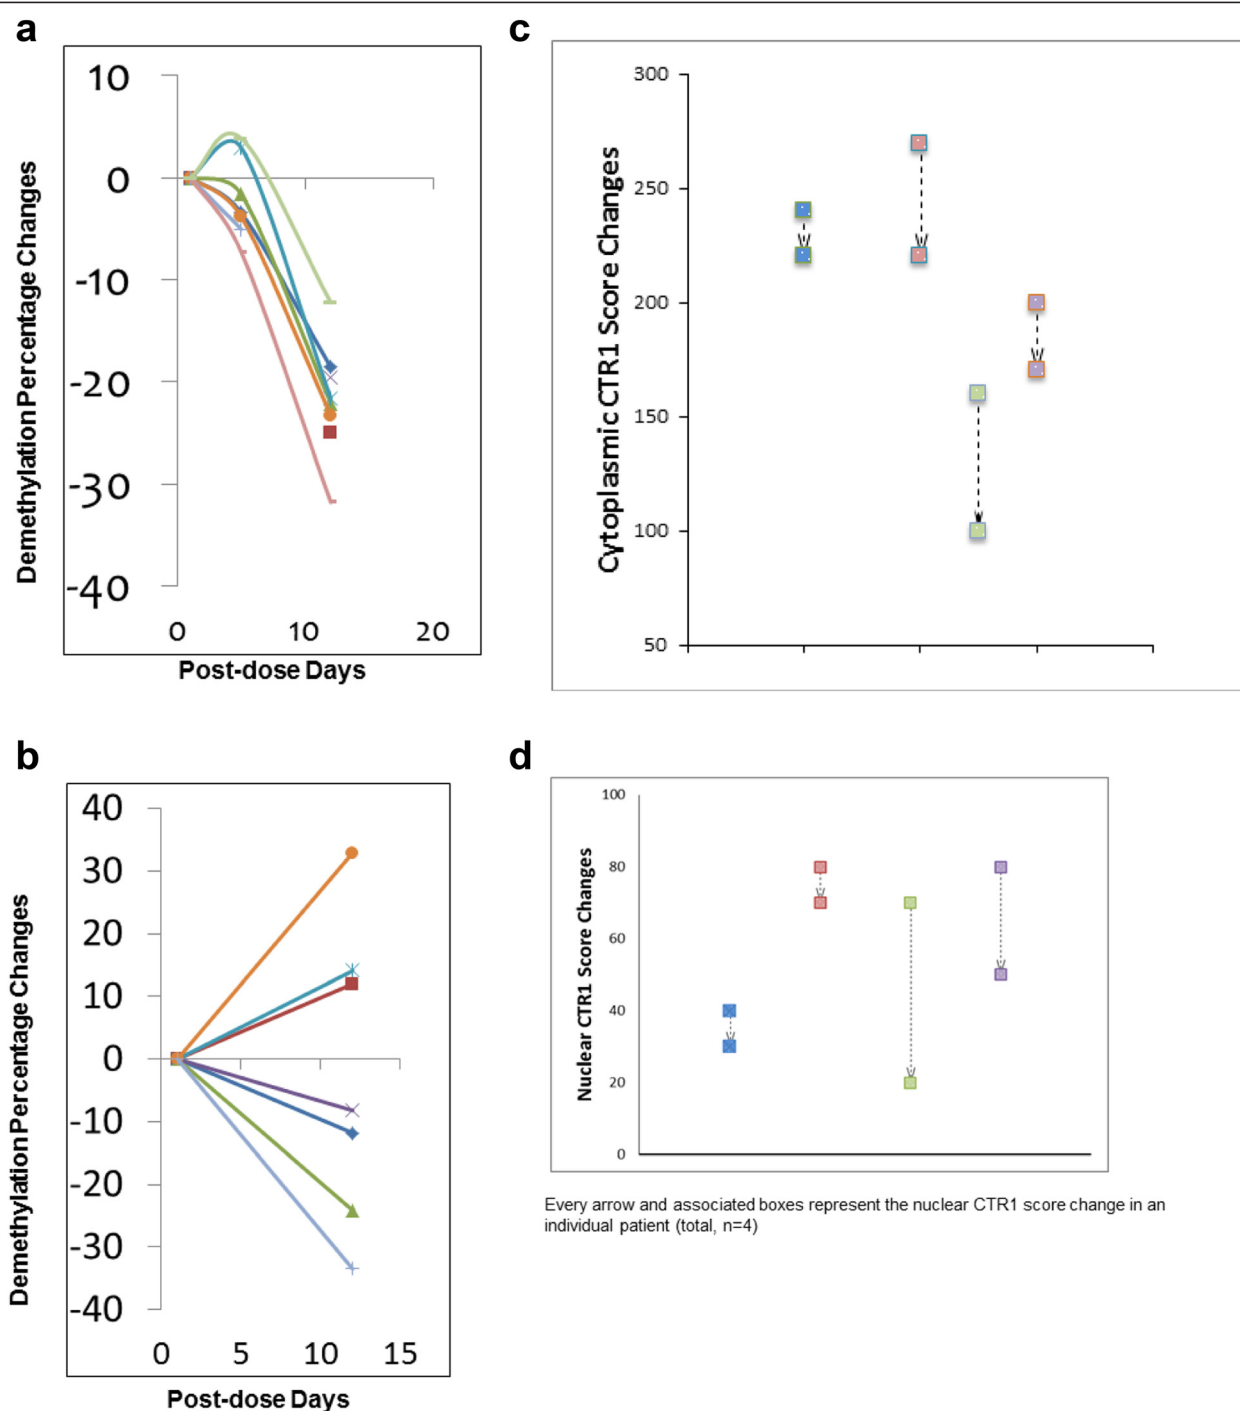 a
10
0
-10
-20
-30
-40
0 10 20
Demethylation Percentage Changes
Post-dose Days
c
300
250
200
150
100
50
Cytoplasmic CTR1 Score Changes
b
40
30
20
10
0
-10
-20
-30
-40
0 5 10 15
Demethylation Percentage Changes
Post-dose Days
d
100
80
60
40
20
0
Nuclear CTR1 Score Changes
Every arrow and associated boxes represent the nuclear CTR1 score change in an
individual patient (total, n=4)